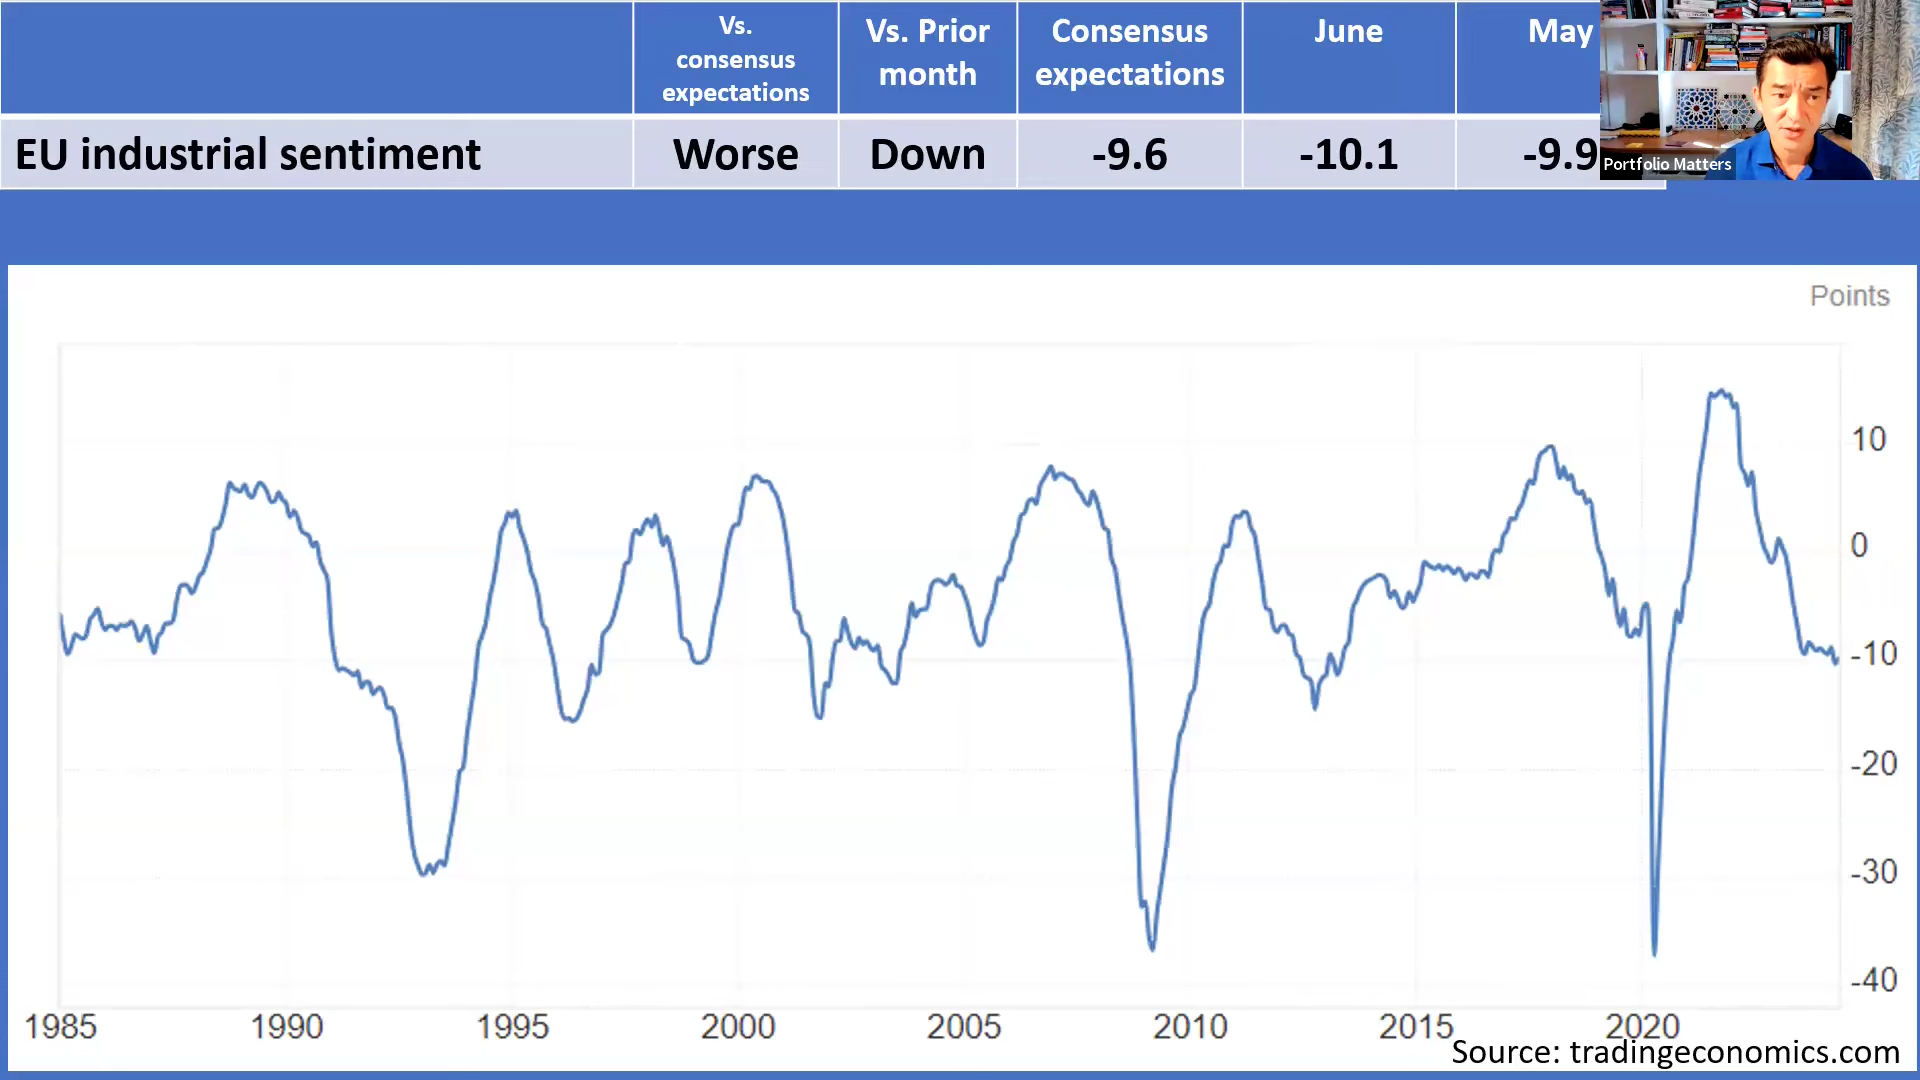 Vs.
consensus
expectations
Vs. Prior
month
Consensus
expectations
June
May
EU industrial sentiment
Worse
Down
-9.6
-10.1
-9.9
Portfolio Matters
Points
10
0
-10
-20
-30
-40
1985
1990
1995
2000
2005
2010
2015
2020
Source: tradingeconomics.com